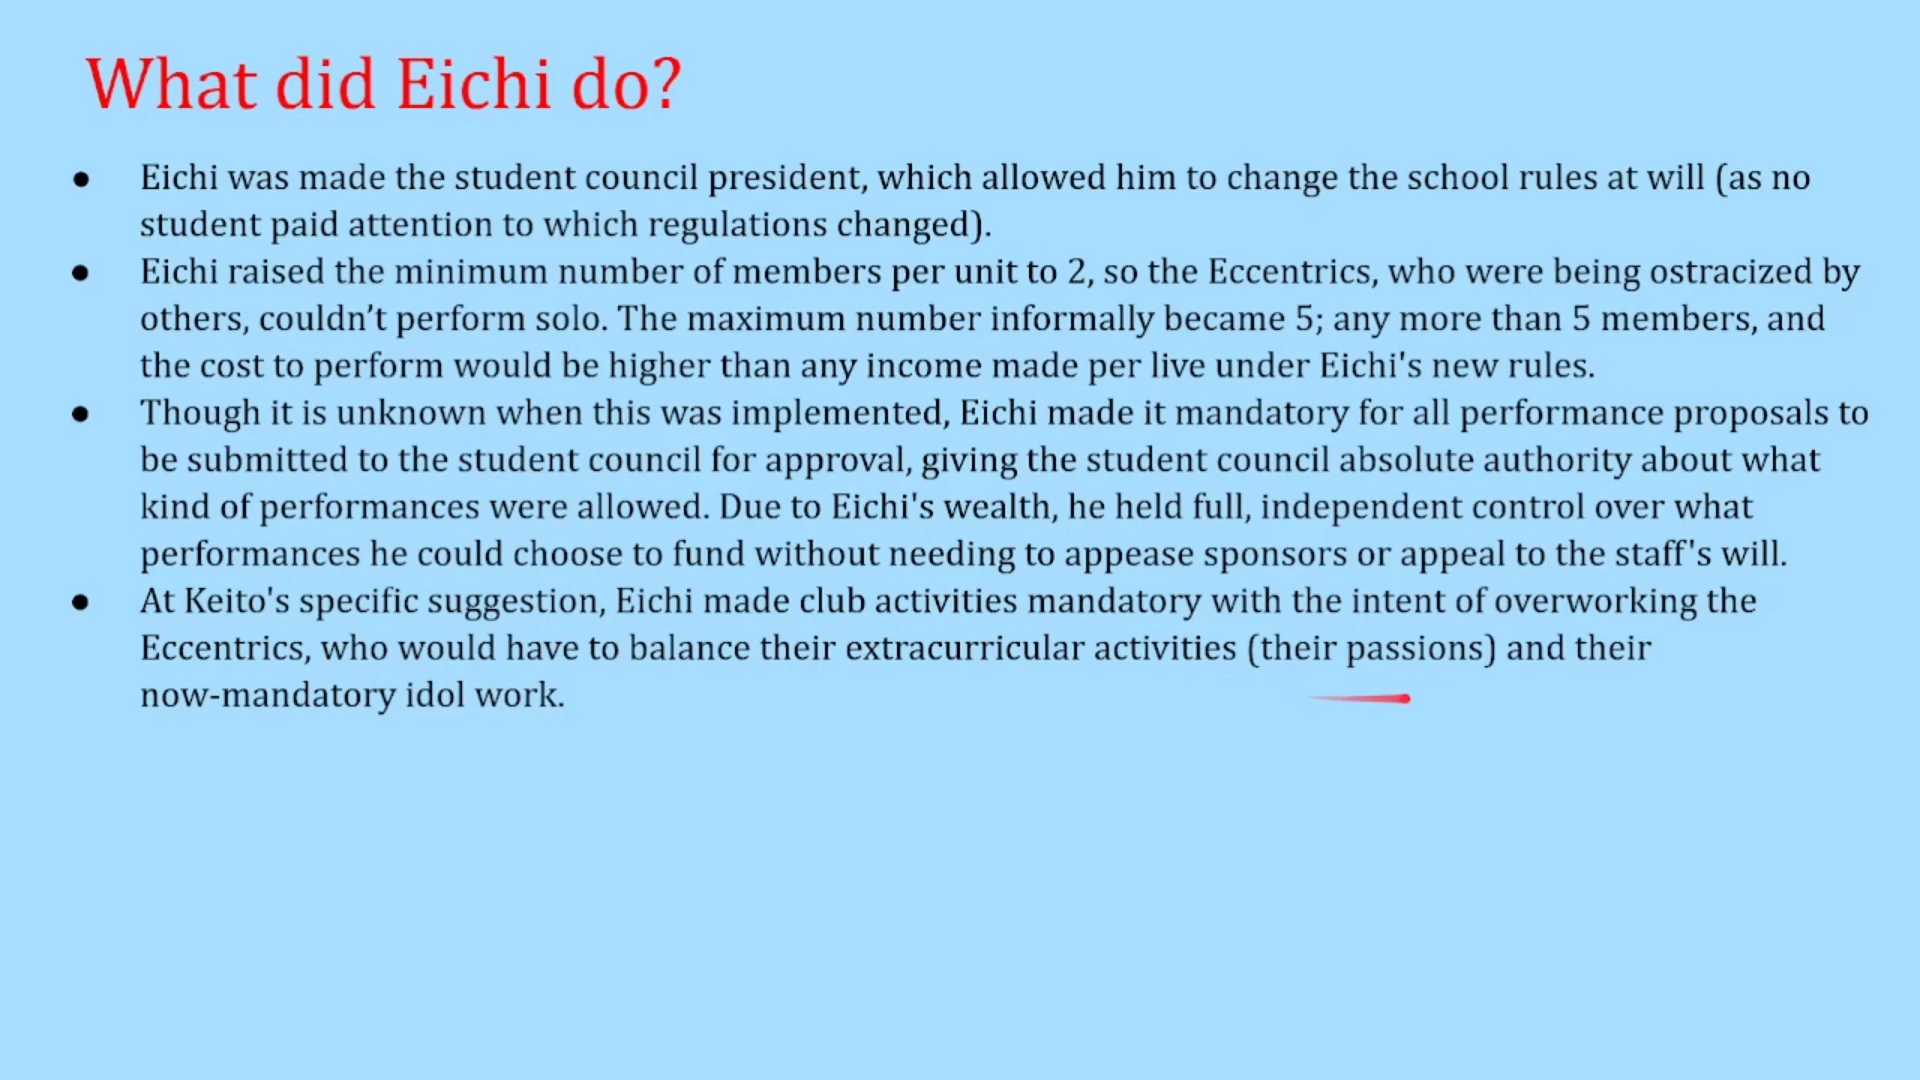 What did Eichi do?
● Eichi was made the student council president, which allowed him to change the school rules at will (as no
student paid attention to which regulations changed).
● Eichi raised the minimum number of members per unit to 2, so the Eccentrics, who were being ostracized by
others, couldn’t perform solo. The maximum number informally became 5; any more than 5 members, and
the cost to perform would be higher than any income made per live under Eichi's new rules.
● Though it is unknown when this was implemented, Eichi made it mandatory for all performance proposals to
be submitted to the student council for approval, giving the student council absolute authority about what
kind of performances were allowed. Due to Eichi's wealth, he held full, independent control over what
performances he could choose to fund without needing to appease sponsors or appeal to the staff's will.
● At Keito's specific suggestion, Eichi made club activities mandatory with the intent of overworking the
Eccentrics, who would have to balance their extracurricular activities (their passions) and their
now-mandatory idol work.